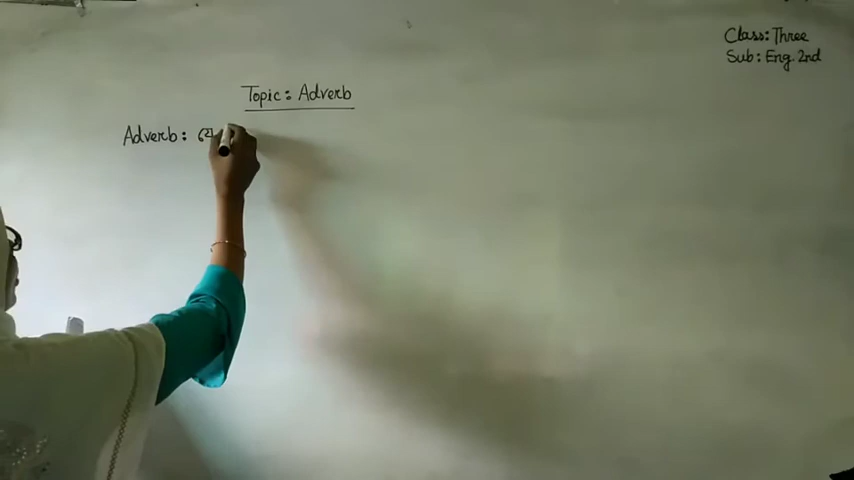 Class: Three
Sub: Eng 2nd
Topic: Adverb
Adverb: যে